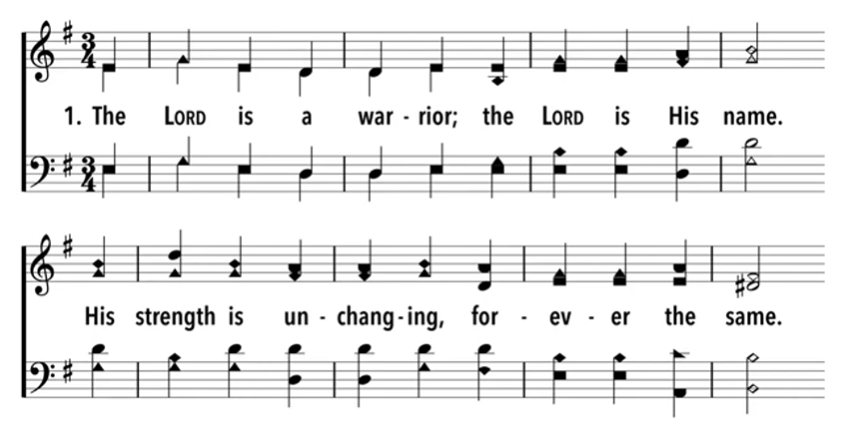 1. The LORD is a war - rior; the LORD is His name.
His strength is un - chang - ing, for - ev - er the same.